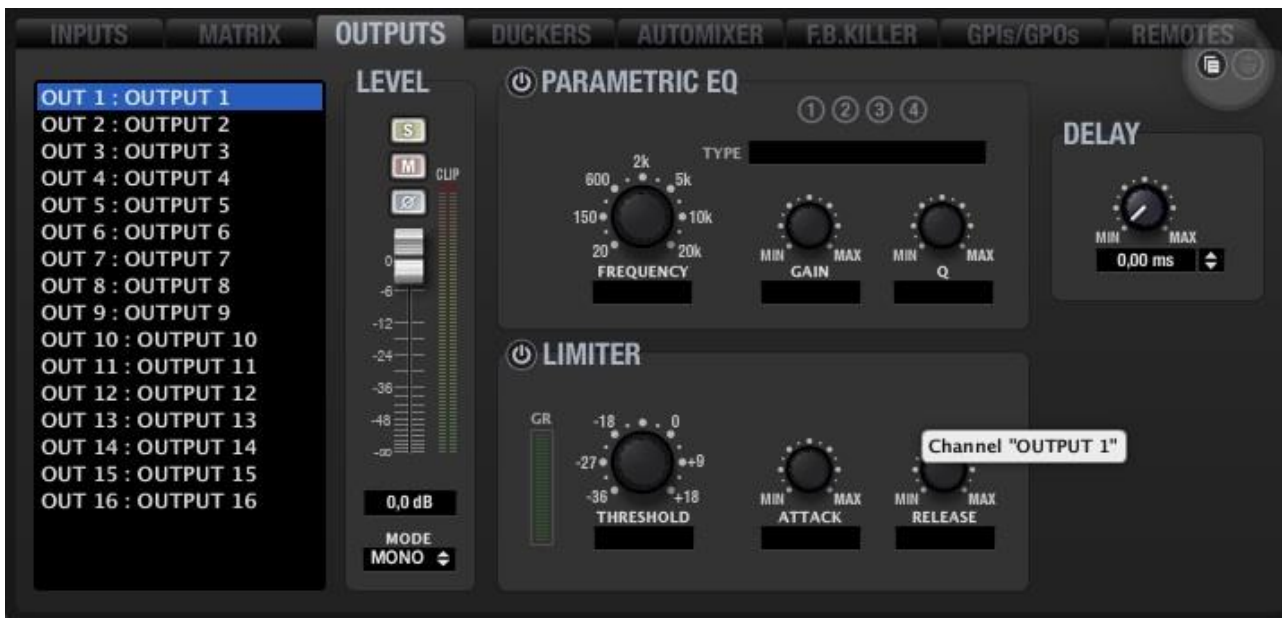 INPUTS MATRIX OUTPUTS DUCKERS AUTOMIXER F.B.KILLER GPIs/GPOs REMOTES
OUT 1 : OUTPUT 1
OUT 2 : OUTPUT 2
OUT 3 : OUTPUT 3
OUT 4 : OUTPUT 4
OUT 5 : OUTPUT 5
OUT 6 : OUTPUT 6
OUT 7 : OUTPUT 7
OUT 8 : OUTPUT 8
OUT 9 : OUTPUT 9
OUT 10 : OUTPUT 10
OUT 11 : OUTPUT 11
OUT 12 : OUTPUT 12
OUT 13 : OUTPUT 13
OUT 14 : OUTPUT 14
OUT 15 : OUTPUT 15
OUT 16 : OUTPUT 16
LEVEL
S
M
CLIP
Ø
0
-6
-12
-24
-36
-48
-∞
0,0 dB
MODE
MONO
PARAMETRIC EQ
1 2 3 4
TYPE
2k
600 5k
150 10k
20 20k
FREQUENCY
MIN MAX
GAIN
MIN MAX
Q
LIMITER
GR
-18 0
-27 +9
-36 +18
THRESHOLD
MIN MAX
ATTACK
MIN MAX
RELEASE
Channel "OUTPUT 1"
DELAY
MIN MAX
0,00 ms